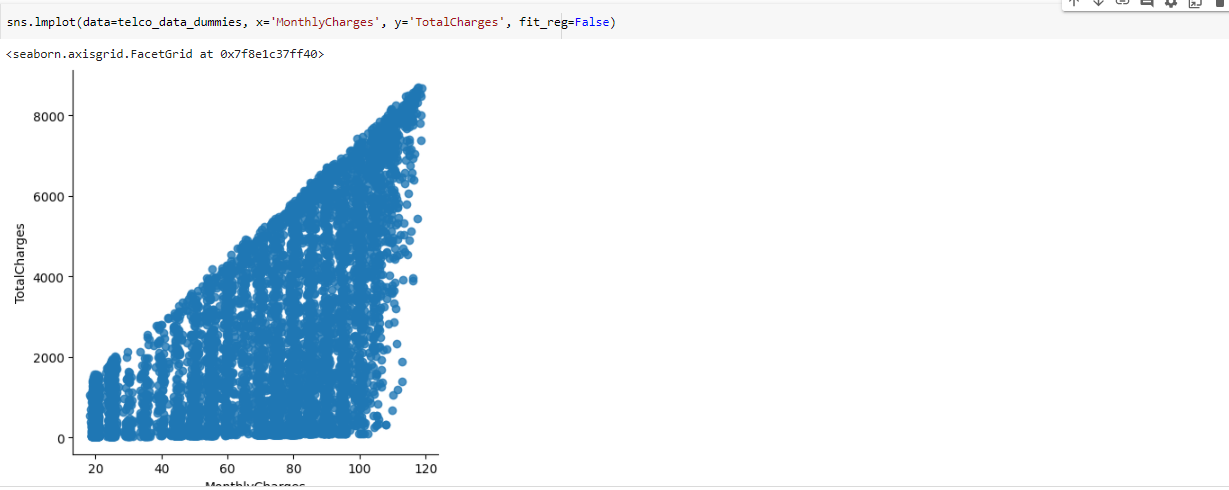 sns.lmplot(data=telco_data_dummies, x='MonthlyCharges', y='TotalCharges', fit_reg=False)
<seaborn.axisgrid.FacetGrid at 0x7f8e1c37ff40>
8000
6000
TotalCharges
4000
2000
0
20 40 60 80 100 120
MonthlyCharges